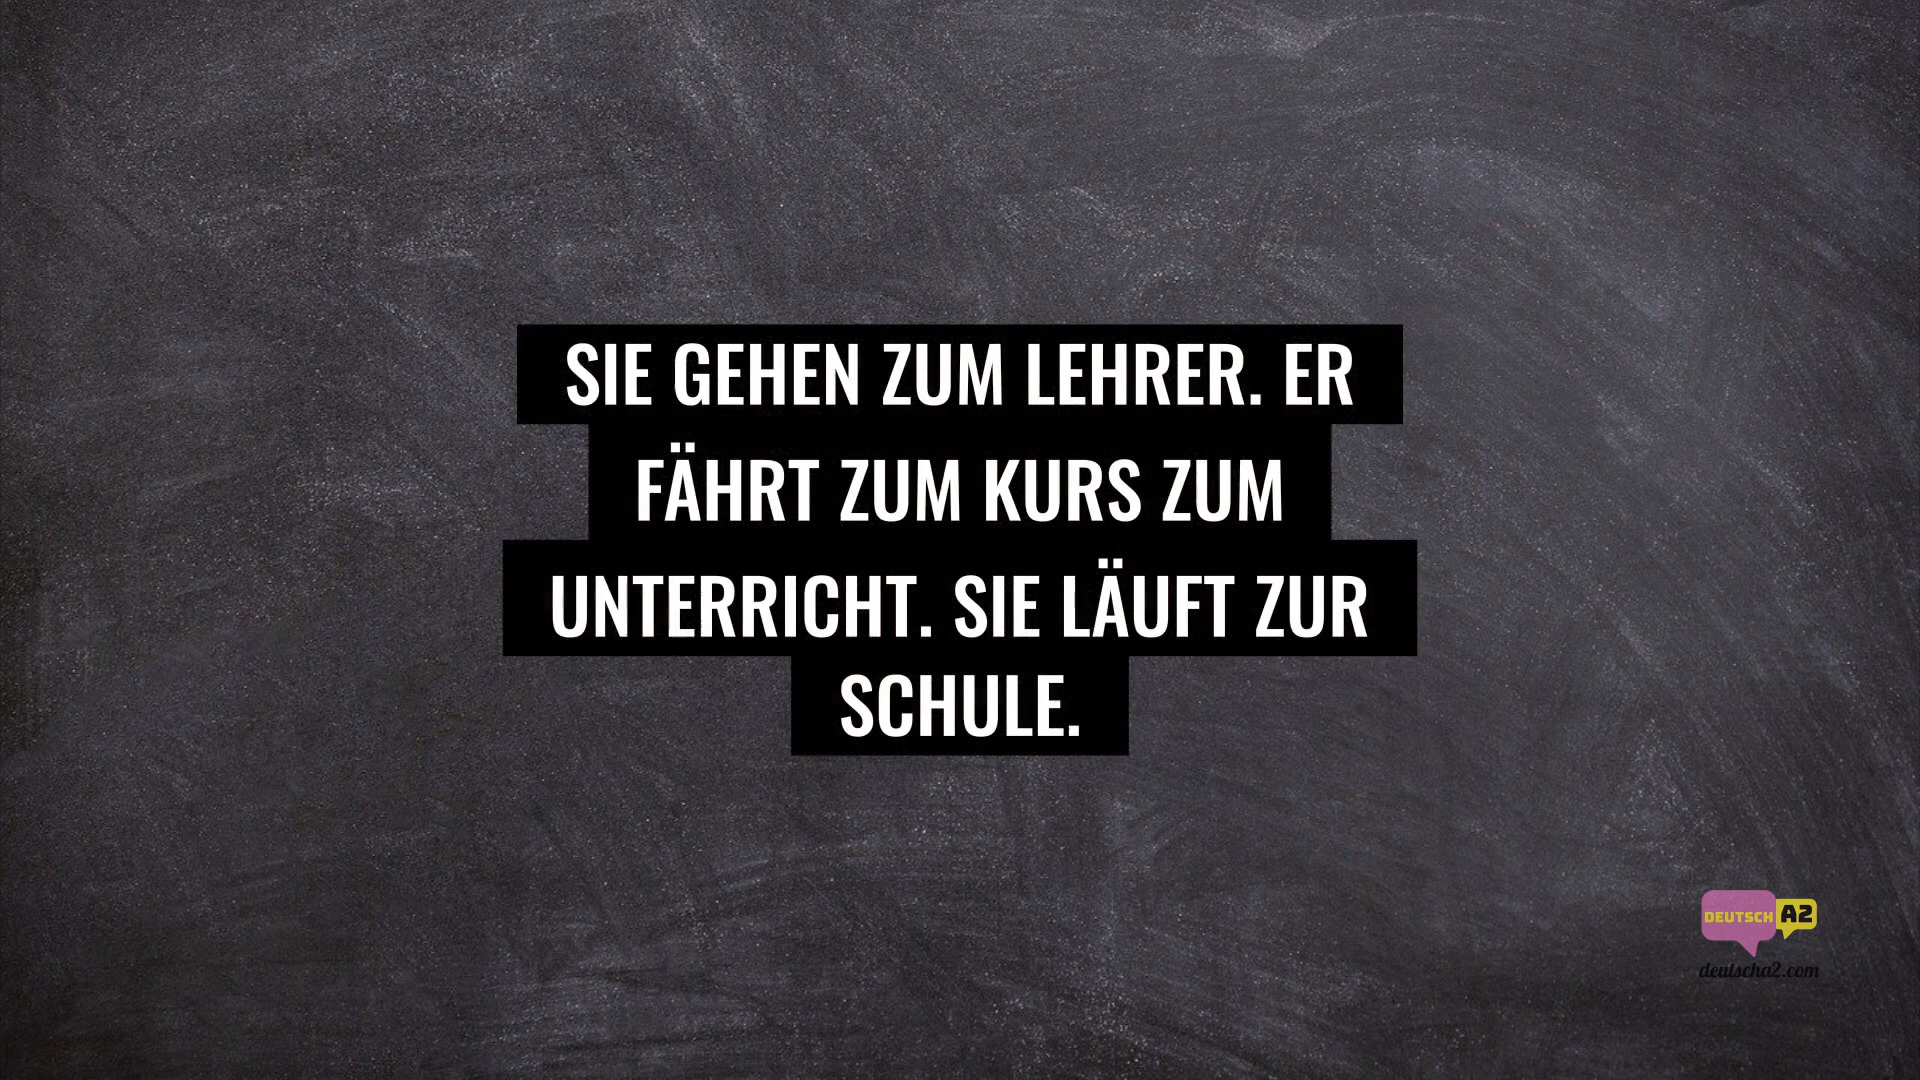 SIE GEHEN ZUM LEHRER. ER
FÄHRT ZUM KURS ZUM
UNTERRICHT. SIE LÄUFT ZUR
SCHULE.
DEUTSCH A2
deutscha2.com